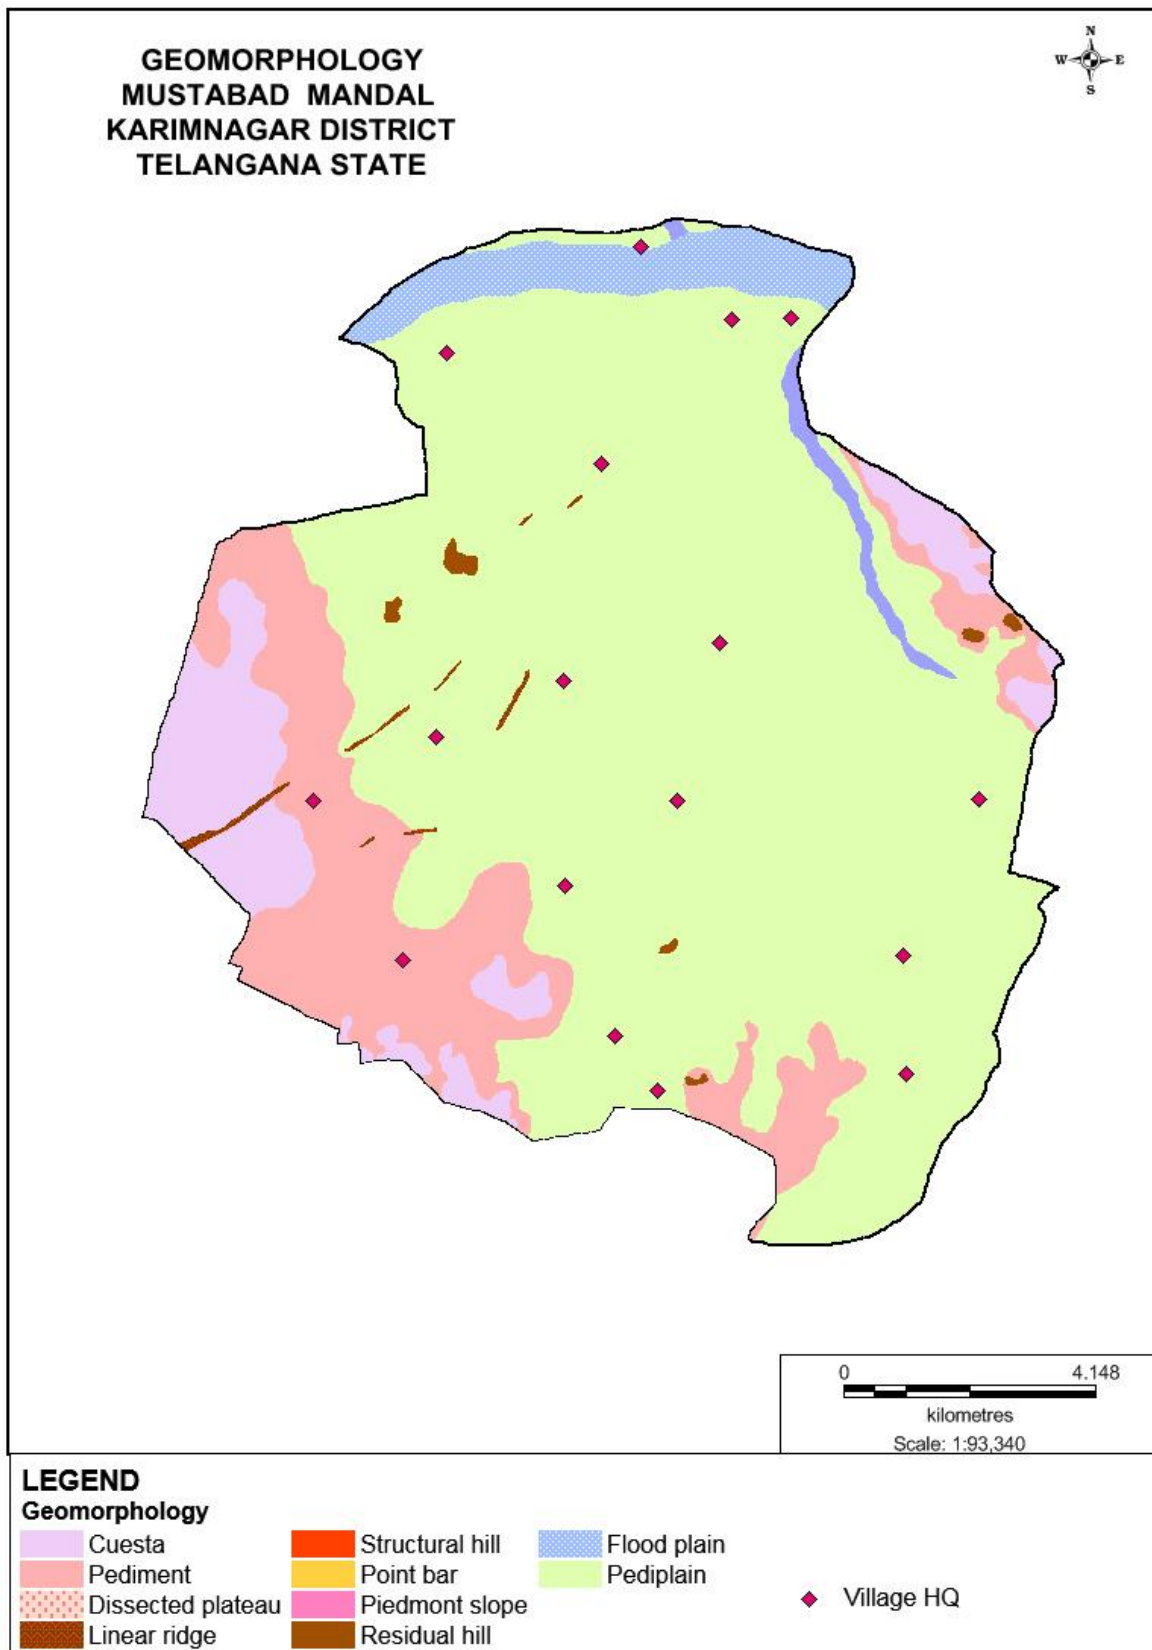 GEOMORPHOLOGY
MUSTABAD MANDAL
KARIMNAGAR DISTRICT
TELANGANA STATE
N
W E
S
0 4.148
kilometres
Scale: 1:93,340
LEGEND
Geomorphology
Cuesta
Pediment
Dissected plateau
Linear ridge
Structural hill
Point bar
Piedmont slope
Residual hill
Flood plain
Pediplain
Village HQ